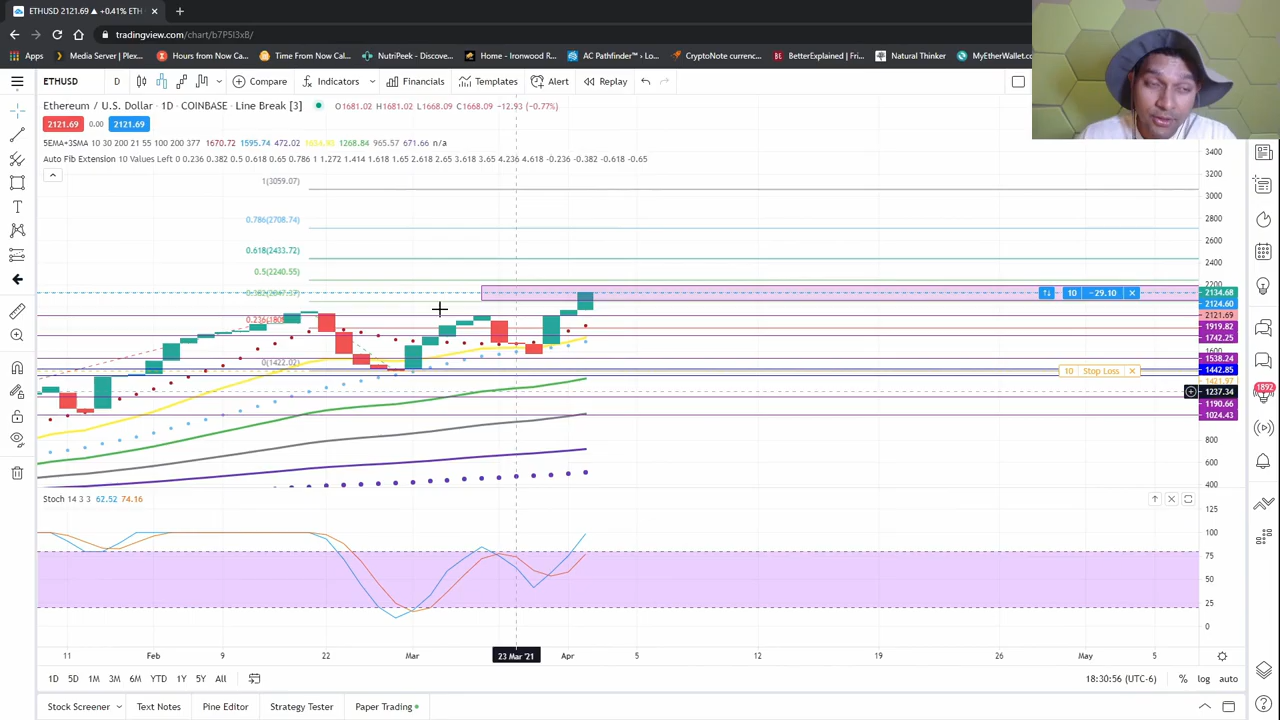 ETHUSD 2121.69 ▲ +0.41% ETH
tradingview.com/chart/b7P5I3xB/
Apps Media Server (Plex... Hours from Now Cal... Time From Now Cal... NutriPeek - Discove... Home - Ironwood R... AC Pathfinder™ › Lo... CryptoNote currenc... BetterExplained | Fr... Natural Thinker MyEtherWallet.co
ETHUSD D Compare Indicators Financials Templates Alert Replay
Ethereum / U.S. Dollar · 1D · COINBASE · Line Break [3] O1681.02 H1681.02 L1668.09 C1668.09 −12.93 (−0.77%)
2121.69 0.00 2121.69
5EMA+3SMA 10 30 200 21 55 100 200 377 1670.72 1595.74 472.02 1268.84 965.57 671.66 n/a
Auto Fib Extension 10 Values Left 0 0.236 0.382 0.5 0.618 0.65 0.786 1 1.272 1.414 1.618 1.65 2.618 2.65 3.618 3.65 4.236 4.618 -0.236 -0.382 -0.618 -0.65
3400
1(3059.07)
3200
3000
0.786(2708.74)
2800
0.618(2433.72)
2600
0.5(2240.55)
2400
2200
10 −29.10
2134.68
2124.60
2121.69
1919.82
1742.25
1600
1538.24
0(1422.02)
10 Stop Loss
1442.85
1421.97
1237.34
1892
1190.66
1024.43
800
600
400
Stoch 14 3 3 62.52 74.16
125
100
75
50
25
0
11 Feb 9 22 Mar 23 Mar '21 Apr 5 12 19 26 May 5
1D 5D 1M 3M 6M YTD 1Y 5Y All 18:30:56 (UTC-6) % log auto
Stock Screener Text Notes Pine Editor Strategy Tester Paper Trading